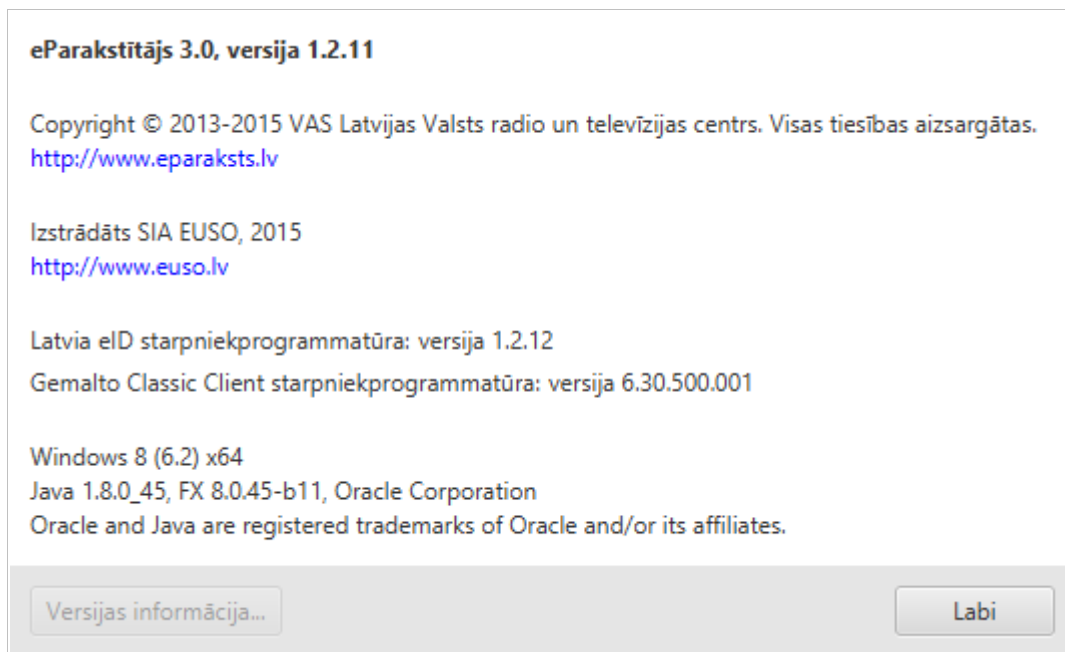 eParakstītājs 3.0, versija 1.2.11
Copyright © 2013-2015 VAS Latvijas Valsts radio un televīzijas centrs. Visas tiesības aizsargātas.
http://www.eparaksts.lv
Izstrādāts SIA EUSO, 2015
http://www.euso.lv
Latvia eID starpniekprogrammatūra: versija 1.2.12
Gemalto Classic Client starpniekprogrammatūra: versija 6.30.500.001
Windows 8 (6.2) x64
Java 1.8.0_45, FX 8.0.45-b11, Oracle Corporation
Oracle and Java are registered trademarks of Oracle and/or its affiliates.
Versijas informācija...
Labi